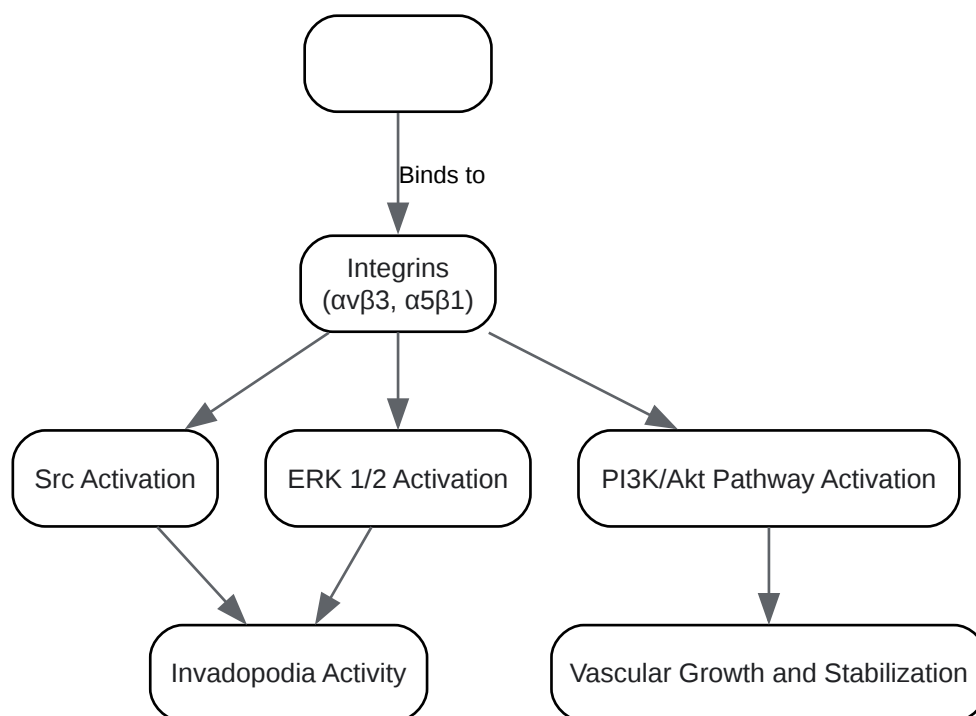 Binds to
Integrins
(αvβ3, α5β1)
Src Activation
ERK 1/2 Activation
PI3K/Akt Pathway Activation
Invadopodia Activity
Vascular Growth and Stabilization